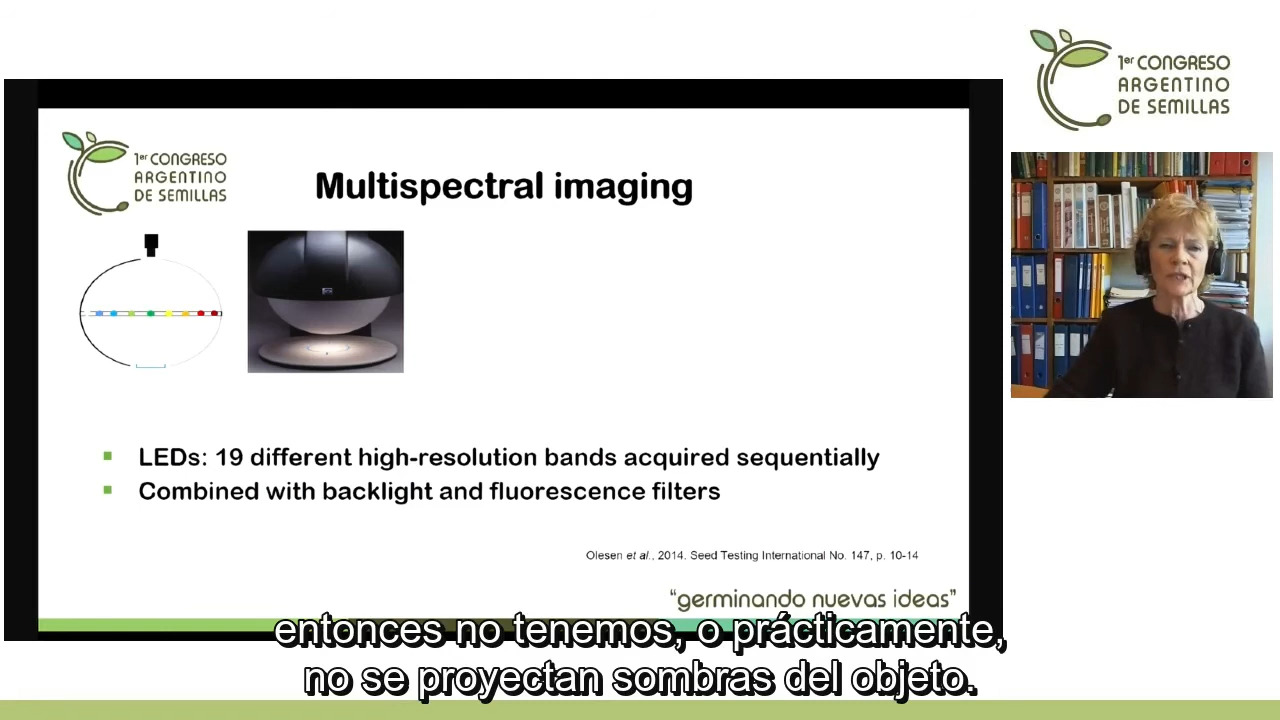 1er CONGRESO
ARGENTINO
DE SEMILLAS
1er CONGRESO
ARGENTINO
DE SEMILLAS
Multispectral imaging
LEDs: 19 different high-resolution bands acquired sequentially
Combined with backlight and fluorescence filters
Olesen et al., 2014. Seed Testing International No. 147, p. 10-14
“germinando nuevas ideas”
entonces no tenemos, o prácticamente,
no se proyectan sombras del objeto.